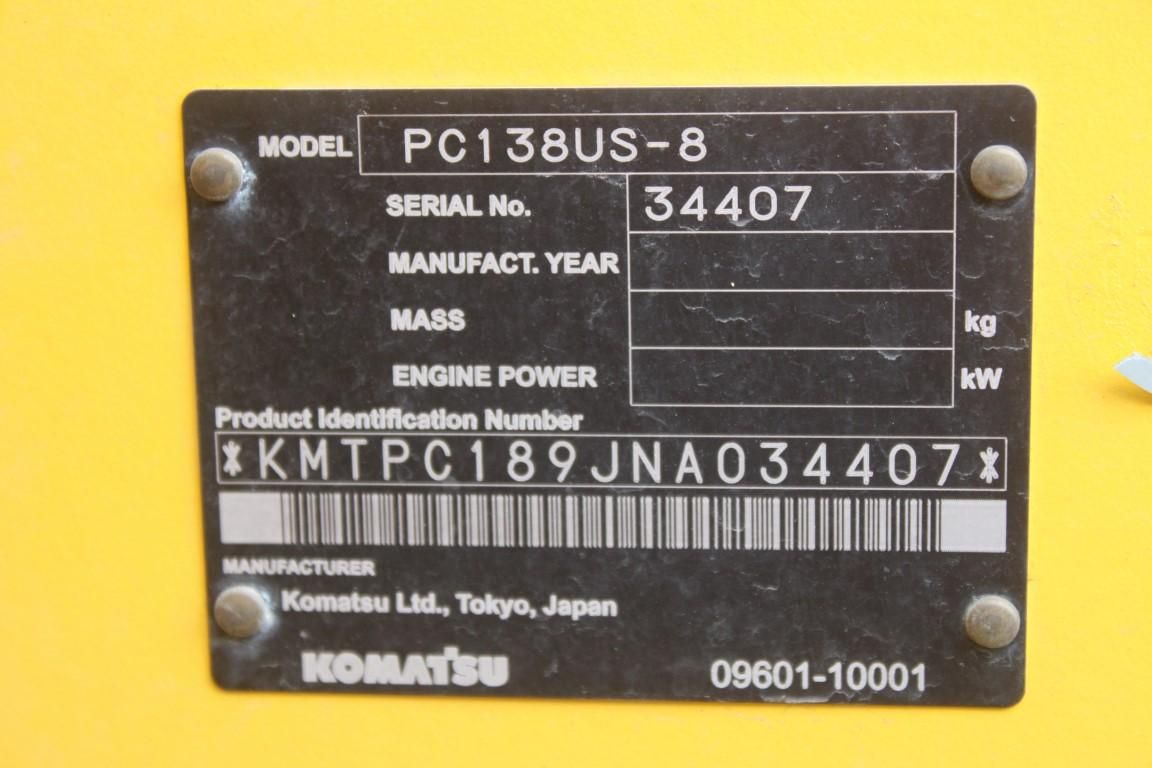 MODEL PC138US-8
SERIAL No. 34407
MANUFACT. YEAR
MASS kg
ENGINE POWER kW
Product Identification Number
*KMTPC189JNA034407*
MANUFACTURER
Komatsu Ltd., Tokyo, Japan
KOMATSU 09601-10001